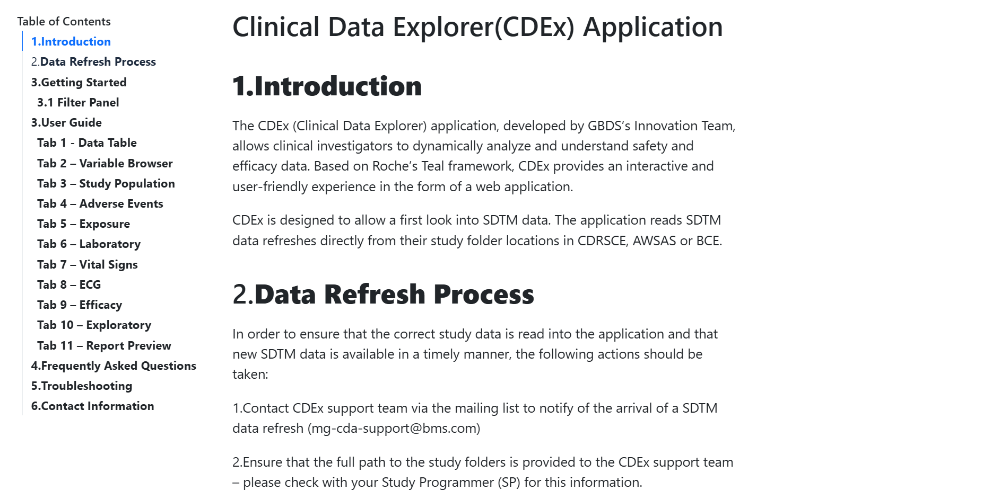 Table of Contents
1.Introduction
2.Data Refresh Process
3.Getting Started
3.1 Filter Panel
3.User Guide
Tab 1 - Data Table
Tab 2 – Variable Browser
Tab 3 – Study Population
Tab 4 – Adverse Events
Tab 5 – Exposure
Tab 6 – Laboratory
Tab 7 – Vital Signs
Tab 8 – ECG
Tab 9 – Efficacy
Tab 10 – Exploratory
Tab 11 – Report Preview
4.Frequently Asked Questions
5.Troubleshooting
6.Contact Information
Clinical Data Explorer(CDEx) Application
1.Introduction
The CDEx (Clinical Data Explorer) application, developed by GBDS’s Innovation Team,
allows clinical investigators to dynamically analyze and understand safety and
efficacy data. Based on Roche’s Teal framework, CDEx provides an interactive and
user-friendly experience in the form of a web application.
CDEx is designed to allow a first look into SDTM data. The application reads SDTM
data refreshes directly from their study folder locations in CDRSCE, AWSAS or BCE.
2.Data Refresh Process
In order to ensure that the correct study data is read into the application and that
new SDTM data is available in a timely manner, the following actions should be
taken:
1.Contact CDEx support team via the mailing list to notify of the arrival of a SDTM
data refresh (mg-cda-support@bms.com)
2.Ensure that the full path to the study folders is provided to the CDEx support team
– please check with your Study Programmer (SP) for this information.